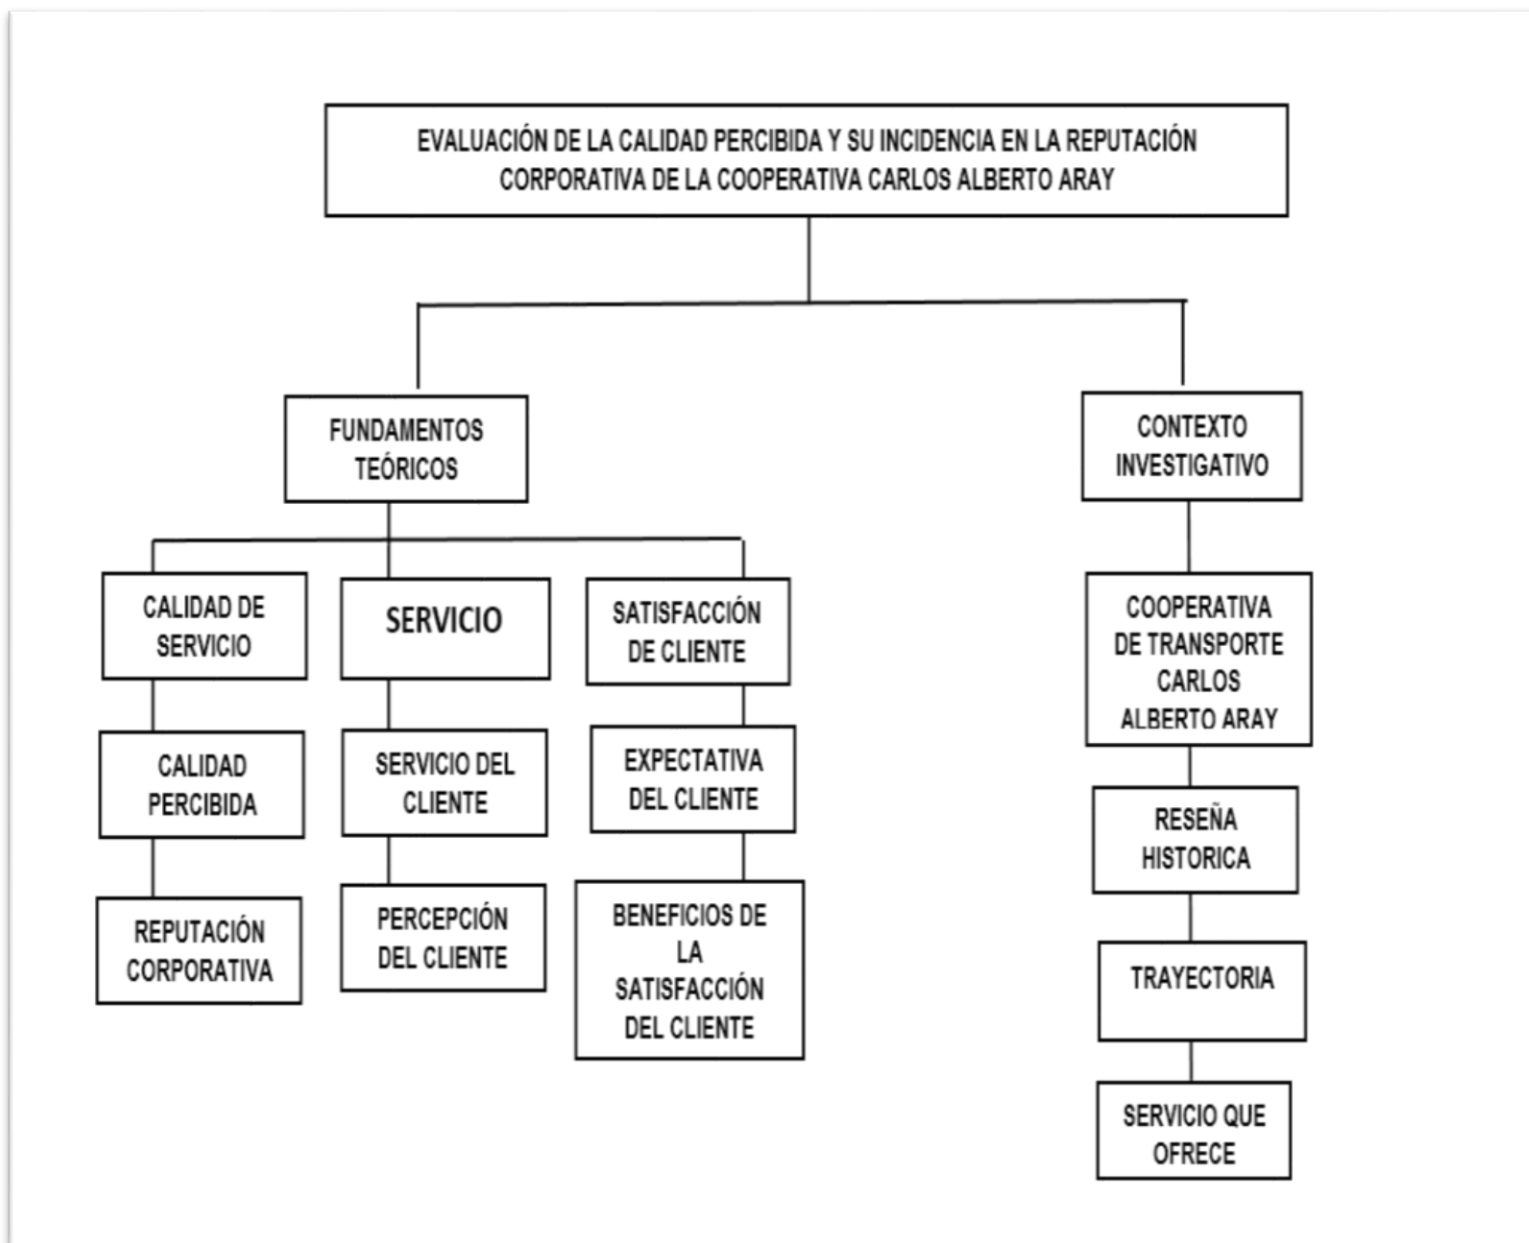 EVALUACIÓN DE LA CALIDAD PERCIBIDA Y SU INCIDENCIA EN LA REPUTACIÓN
CORPORATIVA DE LA COOPERATIVA CARLOS ALBERTO ARAY
FUNDAMENTOS
TEÓRICOS
CALIDAD DE
SERVICIO
CALIDAD
PERCIBIDA
REPUTACIÓN
CORPORATIVA
SERVICIO
SERVICIO DEL
CLIENTE
PERCEPCIÓN
DEL CLIENTE
SATISFACCIÓN
DE CLIENTE
EXPECTATIVA
DEL CLIENTE
BENEFICIOS DE
LA
SATISFACCIÓN
DEL CLIENTE
CONTEXTO
INVESTIGATIVO
COOPERATIVA
DE TRANSPORTE
CARLOS
ALBERTO ARAY
RESEÑA
HISTORICA
TRAYECTORIA
SERVICIO QUE
OFRECE